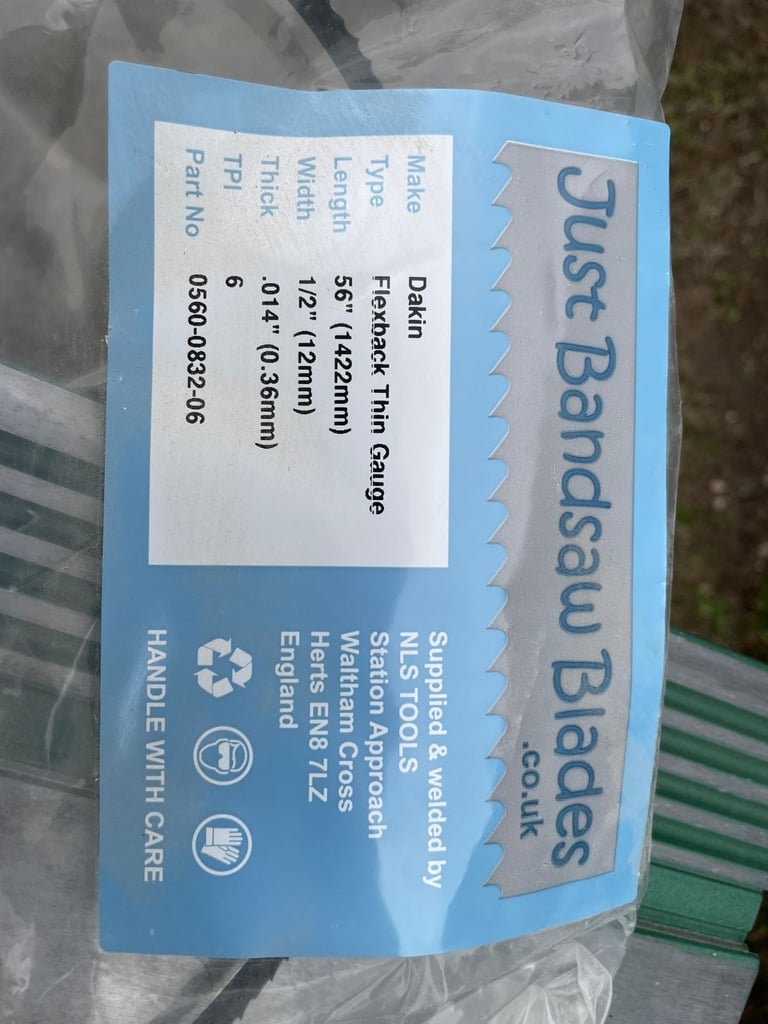 Just Bandsaw Blades
.co.uk
Make Dakin
Type Flexback Thin Gauge
Length 56" (1422mm)
Width 1/2" (12mm)
Thick .014" (0.36mm)
TPI 6
Part No 0560-0832-06
Supplied & welded by
NLS TOOLS
Station Approach
Waltham Cross
Herts EN8 7LZ
England
HANDLE WITH CARE